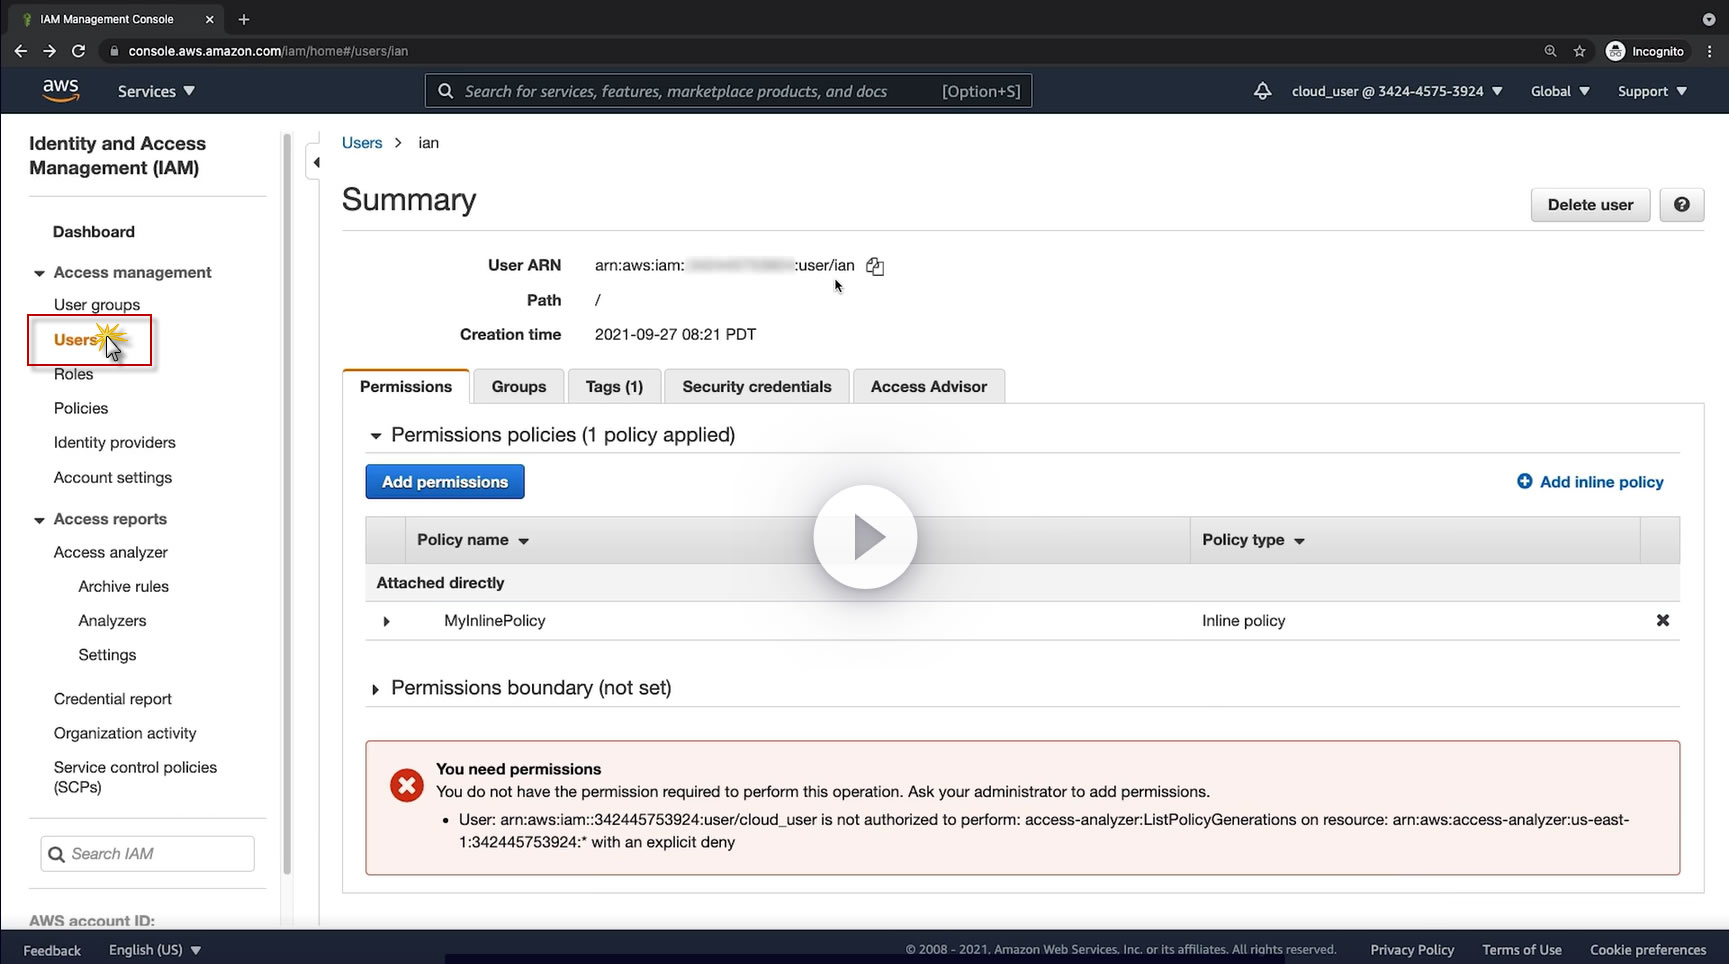 IAM Management Console
console.aws.amazon.com/iam/home#/users/ian
Incognito
aws
Services
Search for services, features, marketplace products, and docs [Option+S]
cloud_user @ 3424-4575-3924
Global
Support
Identity and Access
Management (IAM)
Dashboard
Access management
User groups
Users
Roles
Policies
Identity providers
Account settings
Access reports
Access analyzer
Archive rules
Analyzers
Settings
Credential report
Organization activity
Service control policies
(SCPs)
Search IAM
AWS account ID:
Users > ian
Summary
Delete user
User ARN arn:aws:iam: :user/ian
Path /
Creation time 2021-09-27 08:21 PDT
Permissions
Groups
Tags (1)
Security credentials
Access Advisor
Permissions policies (1 policy applied)
Add permissions
Add inline policy
Policy name
Policy type
Attached directly
MyInlinePolicy
Inline policy
Permissions boundary (not set)
You need permissions
You do not have the permission required to perform this operation. Ask your administrator to add permissions.
• User: arn:aws:iam::342445753924:user/cloud_user is not authorized to perform: access-analyzer:ListPolicyGenerations on resource: arn:aws:access-analyzer:us-east-
1:342445753924:* with an explicit deny
Feedback
English (US)
© 2008 - 2021, Amazon Web Services, Inc. or its affiliates. All rights reserved.
Privacy Policy
Terms of Use
Cookie preferences